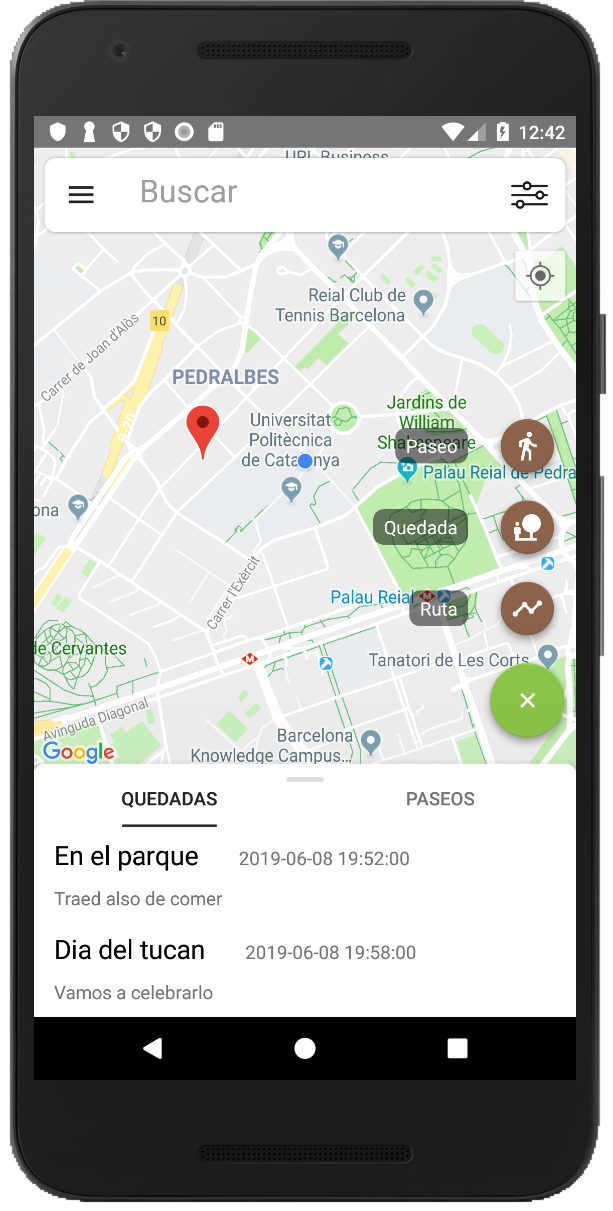 12:42
URL Business
Buscar
Reial Club de
Tennis Barcelona
10
Carrer de Joan d'Alòs
PEDRALBES
B-20
Universitat
Politècnica
de Catalunya
Jardins de
William
Shakespeare
Paseo
Palau Reial de Pedra
ona
Quedada
Carrer l'Exèrcit
Palau Reial
M
Ruta
de Cervantes
M
Tanatori de Les Corts
Avinguda Diagonal
Barcelona
Knowledge Campus...
Google
QUEDADAS
PASEOS
En el parque 2019-06-08 19:52:00
Traed also de comer
Dia del tucan 2019-06-08 19:58:00
Vamos a celebrarlo